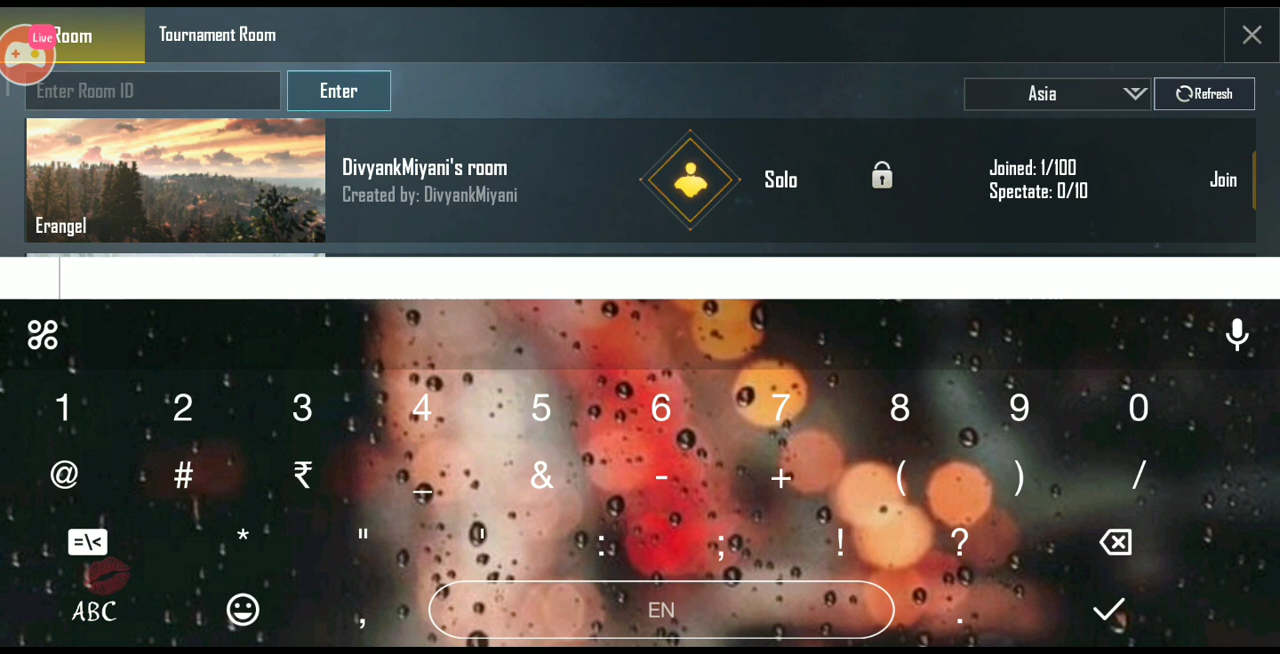 Live
Room
Tournament Room
Enter Room ID
Enter
Asia
Refresh
DivyankMiyani's room
Created by: DivyankMiyani
Erangel
Solo
Joined: 1/100
Spectate: 0/10
Join
1 2 3 4 5 6 7 8 9 0
@ # ₹ _ & - + ( ) /
=\< * " ' : ; ! ?
ABC , EN .